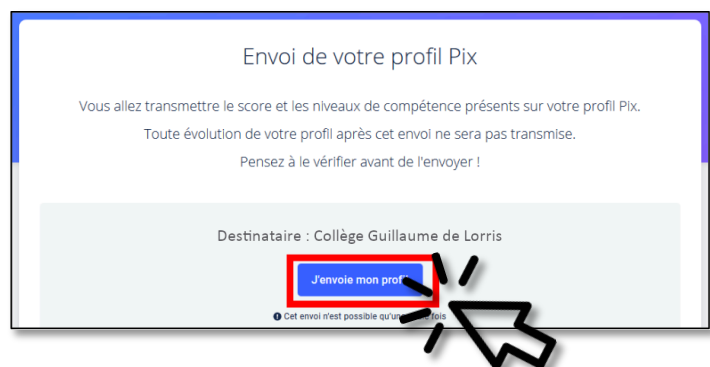 Envoi de votre profil Pix
Vous allez transmettre le score et les niveaux de compétence présents sur votre profil Pix.
Toute évolution de votre profil après cet envoi ne sera pas transmise.
Pensez à le vérifier avant de l'envoyer !
Destinataire : Collège Guillaume de Lorris
J'envoie mon profil
Cet envoi n'est possible qu'une fois